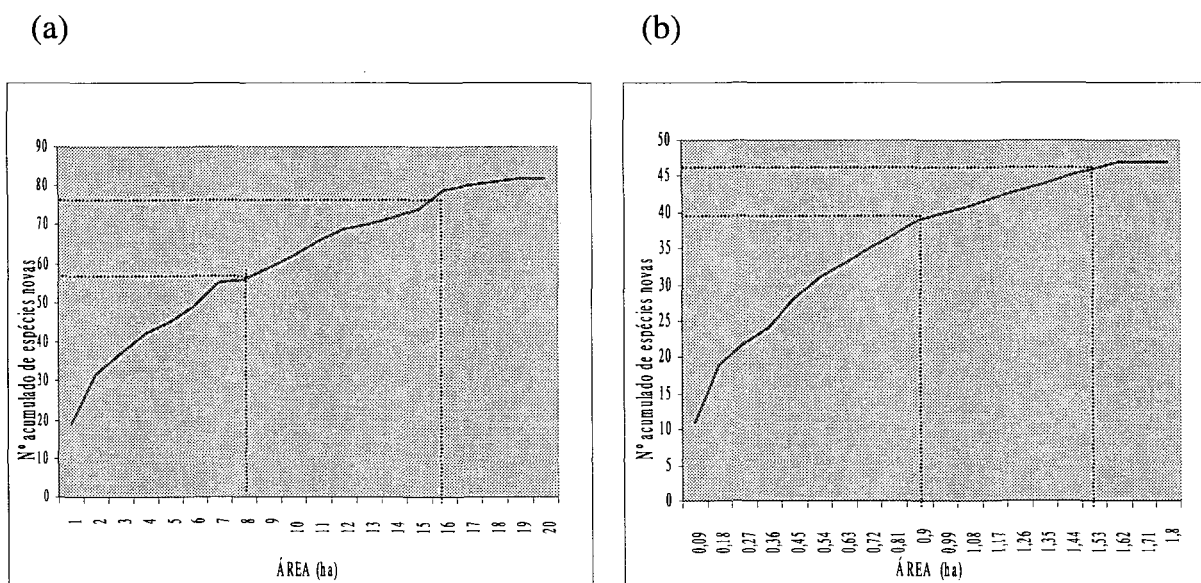 (a)
(b)
Nº acumulado de espécies novas
90
80
70
60
50
40
30
20
10
0
1 2 3 4 5 6 7 8 9 10 11 12 13 14 15 16 17 18 19 20
ÁREA (ha)
Nº acumulado de espécies novas
50
45
40
35
30
25
20
15
10
5
0
0,09 0,18 0,27 0,36 0,45 0,54 0,63 0,72 0,81 0,9 0,99 1,08 1,17 1,26 1,35 1,44 1,53 1,62 1,71 1,8
ÁREA (ha)